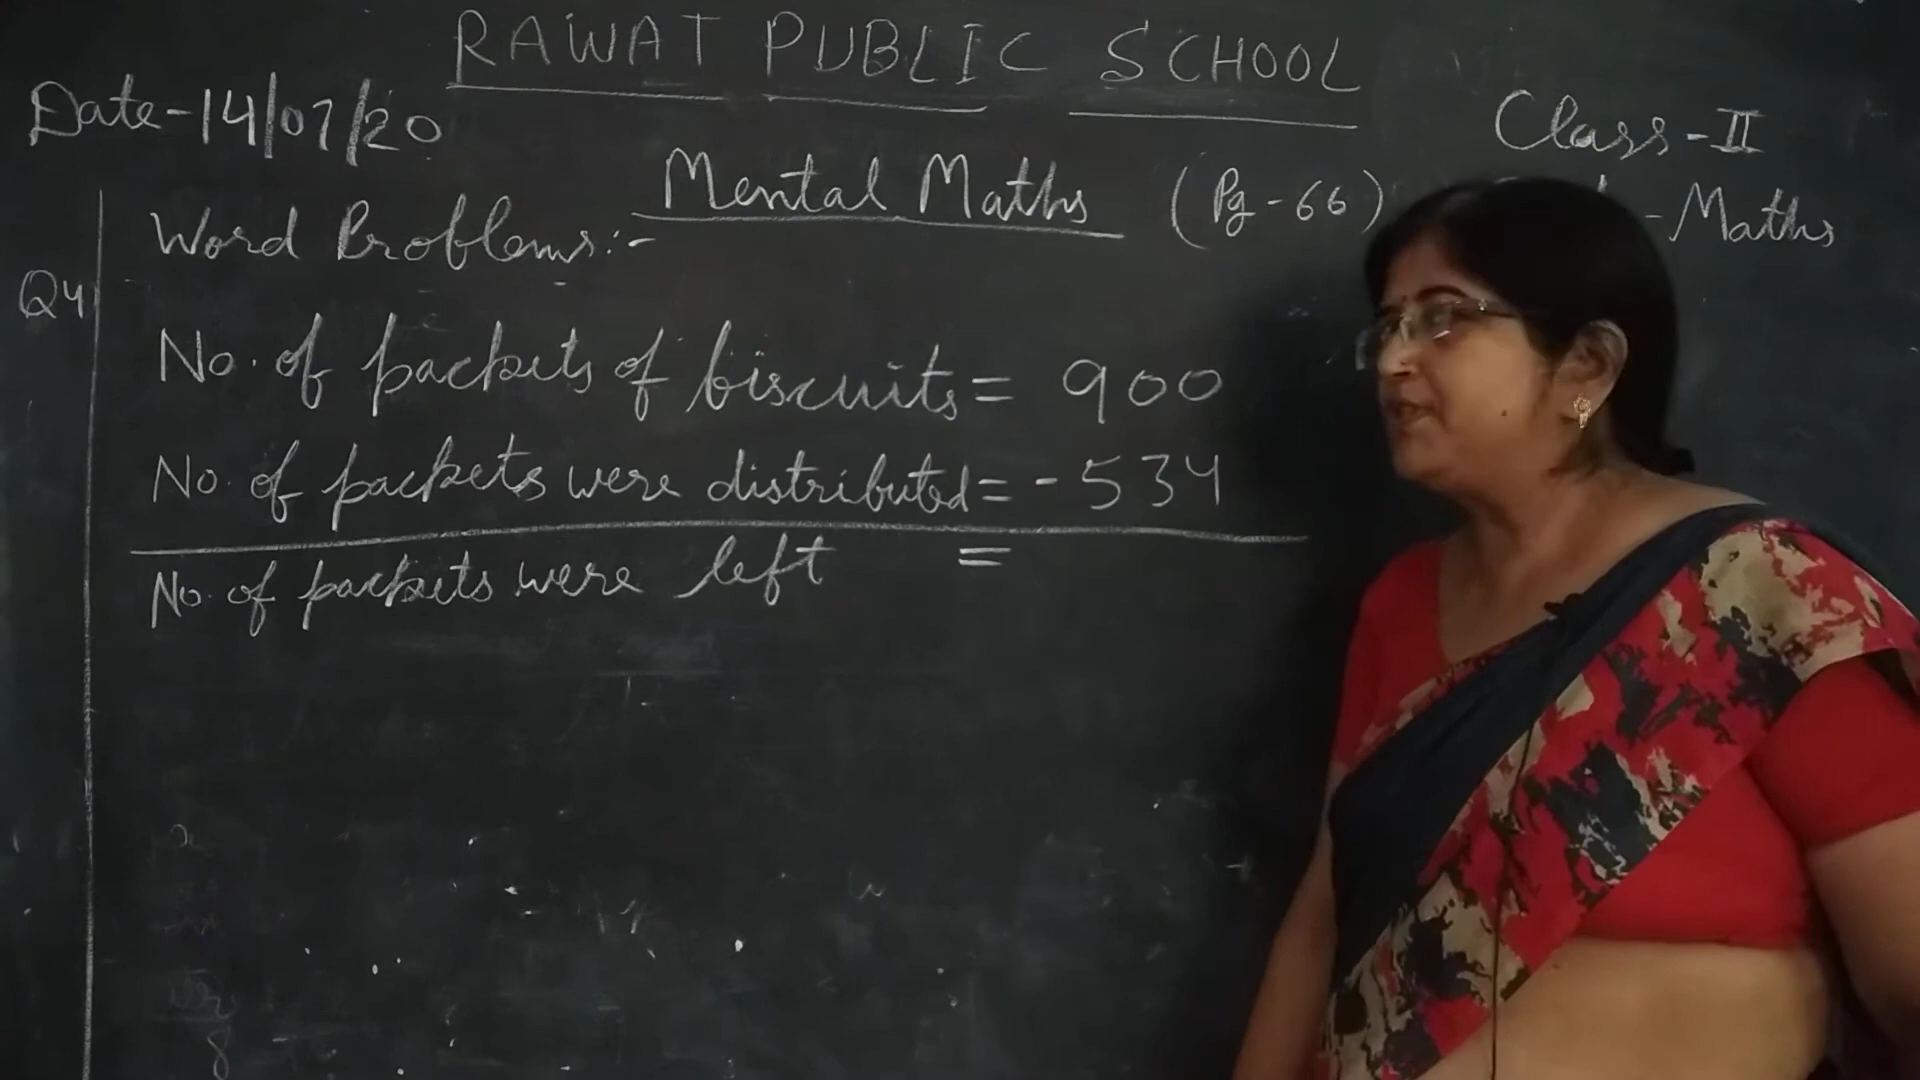 RAWAT PUBLIC SCHOOL
Date-14/07/20
Class-II
Mental Maths (Pg-66)
-Maths
Word Problems:-
Q4
No. of packets of biscuits = 900
No. of packets were distributed = -534
No. of packets were left =